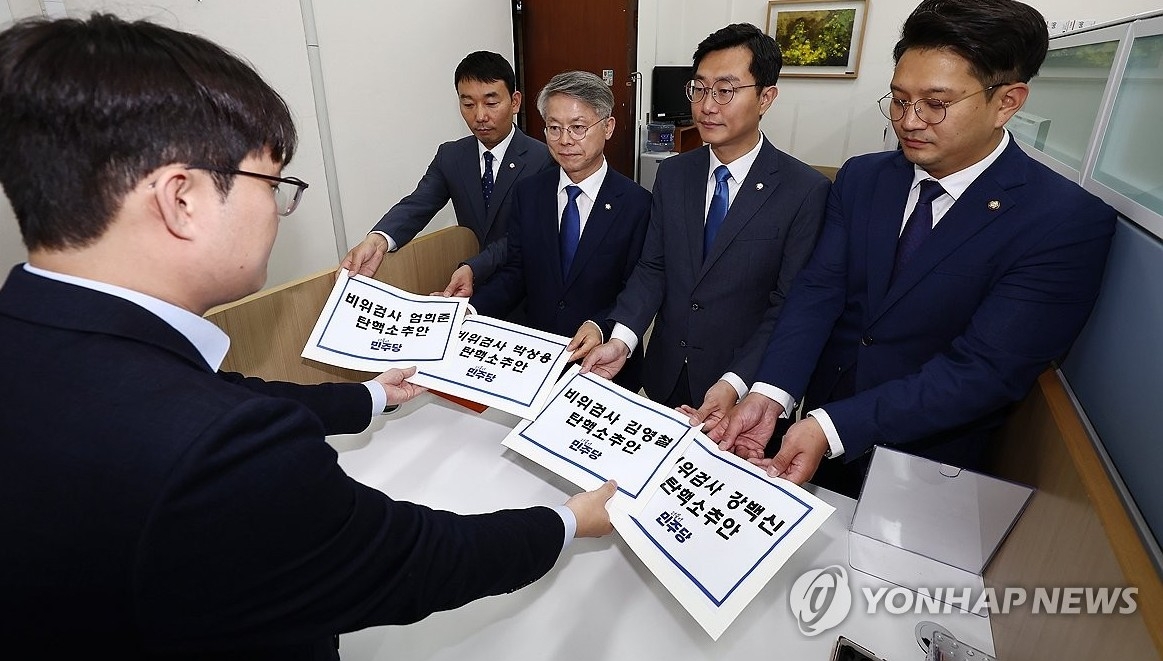 비위검사 엄희준
탄핵소추안
민주당
비위검사 박상용
탄핵소추안
민주당
비위검사 김영철
탄핵소추안
민주당
비위검사 강백신
탄핵소추안
민주당
YONHAP NEWS